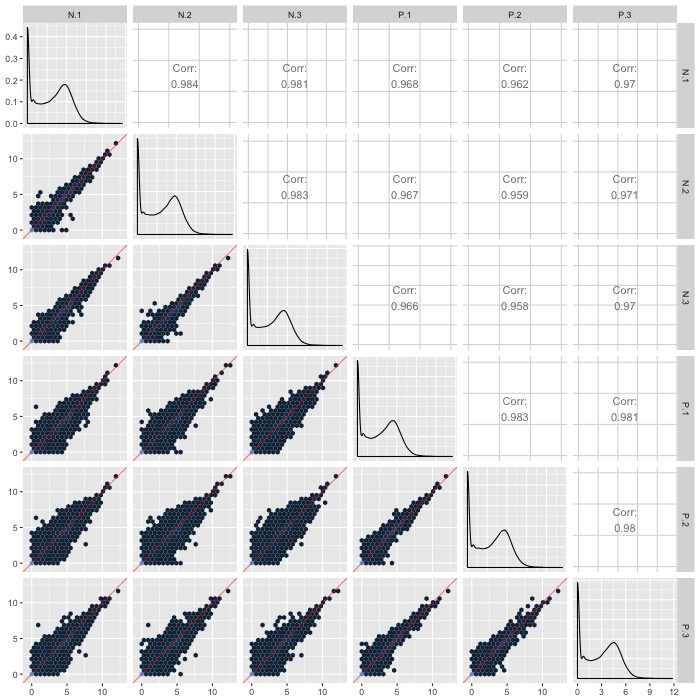 N.1 N.2 N.3 P.1 P.2 P.3
0.4
0.3
0.2
0.1
0.0
Corr: 0.984
Corr: 0.981
Corr: 0.968
Corr: 0.962
Corr: 0.97
N.1
10
5
0
Corr: 0.983
Corr: 0.967
Corr: 0.959
Corr: 0.971
N.2
10
5
0
Corr: 0.966
Corr: 0.958
Corr: 0.97
N.3
10
5
0
Corr: 0.983
Corr: 0.981
P.1
10
5
0
Corr: 0.98
P.2
10
5
0
P.3
0 5 10 0 5 10 0 5 10 0 5 10 0 5 10 0 3 6 9 12